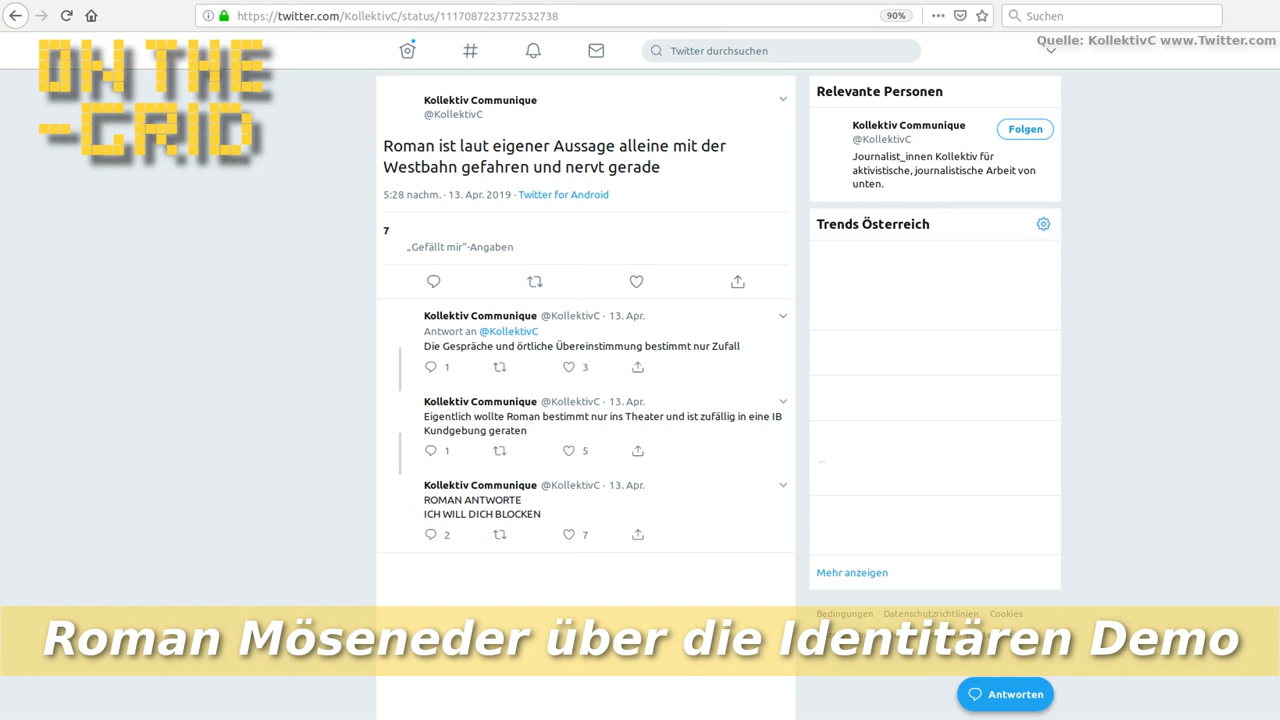 https://twitter.com/KollektivC/status/1117087223772532738
90%
Suchen
Quelle: KollektivC www.Twitter.com
ON THE
-GRID
Twitter durchsuchen
Kollektiv Communique
@KollektivC
Roman ist laut eigener Aussage alleine mit der
Westbahn gefahren und nervt gerade
5:28 nachm. · 13. Apr. 2019 · Twitter for Android
7
„Gefällt mir“-Angaben
Kollektiv Communique @KollektivC · 13. Apr.
Antwort an @KollektivC
Die Gespräche und örtliche Übereinstimmung bestimmt nur Zufall
1 3
Kollektiv Communique @KollektivC · 13. Apr.
Eigentlich wollte Roman bestimmt nur ins Theater und ist zufällig in eine IB
Kundgebung geraten
1 5
Kollektiv Communique @KollektivC · 13. Apr.
ROMAN ANTWORTE
ICH WILL DICH BLOCKEN
2 7
Relevante Personen
Kollektiv Communique
@KollektivC
Folgen
Journalist_innen Kollektiv für
aktivistische, journalistische Arbeit von
unten.
Trends Österreich
Mehr anzeigen
Bedingungen Datenschutzrichtlinien Cookies
Roman Möseneder über die Identitären Demo
Antworten